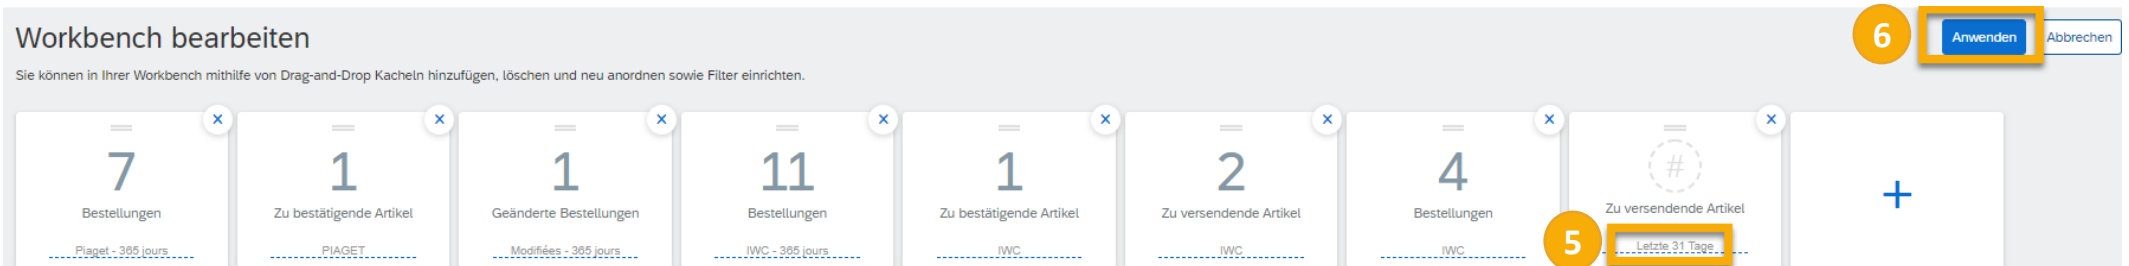 Workbench bearbeiten
6
Anwenden
Abbrechen
Sie können in Ihrer Workbench mithilfe von Drag-and-Drop Kacheln hinzufügen, löschen und neu anordnen sowie Filter einrichten.
7
Bestellungen
Piaget - 365 jours
1
Zu bestätigende Artikel
PIAGET
1
Geänderte Bestellungen
Modifiées - 365 jours
11
Bestellungen
IWC - 365 jours
1
Zu bestätigende Artikel
IWC
2
Zu versendende Artikel
IWC
4
Bestellungen
IWC
#
Zu versendende Artikel
5
Letzte 31 Tage
+